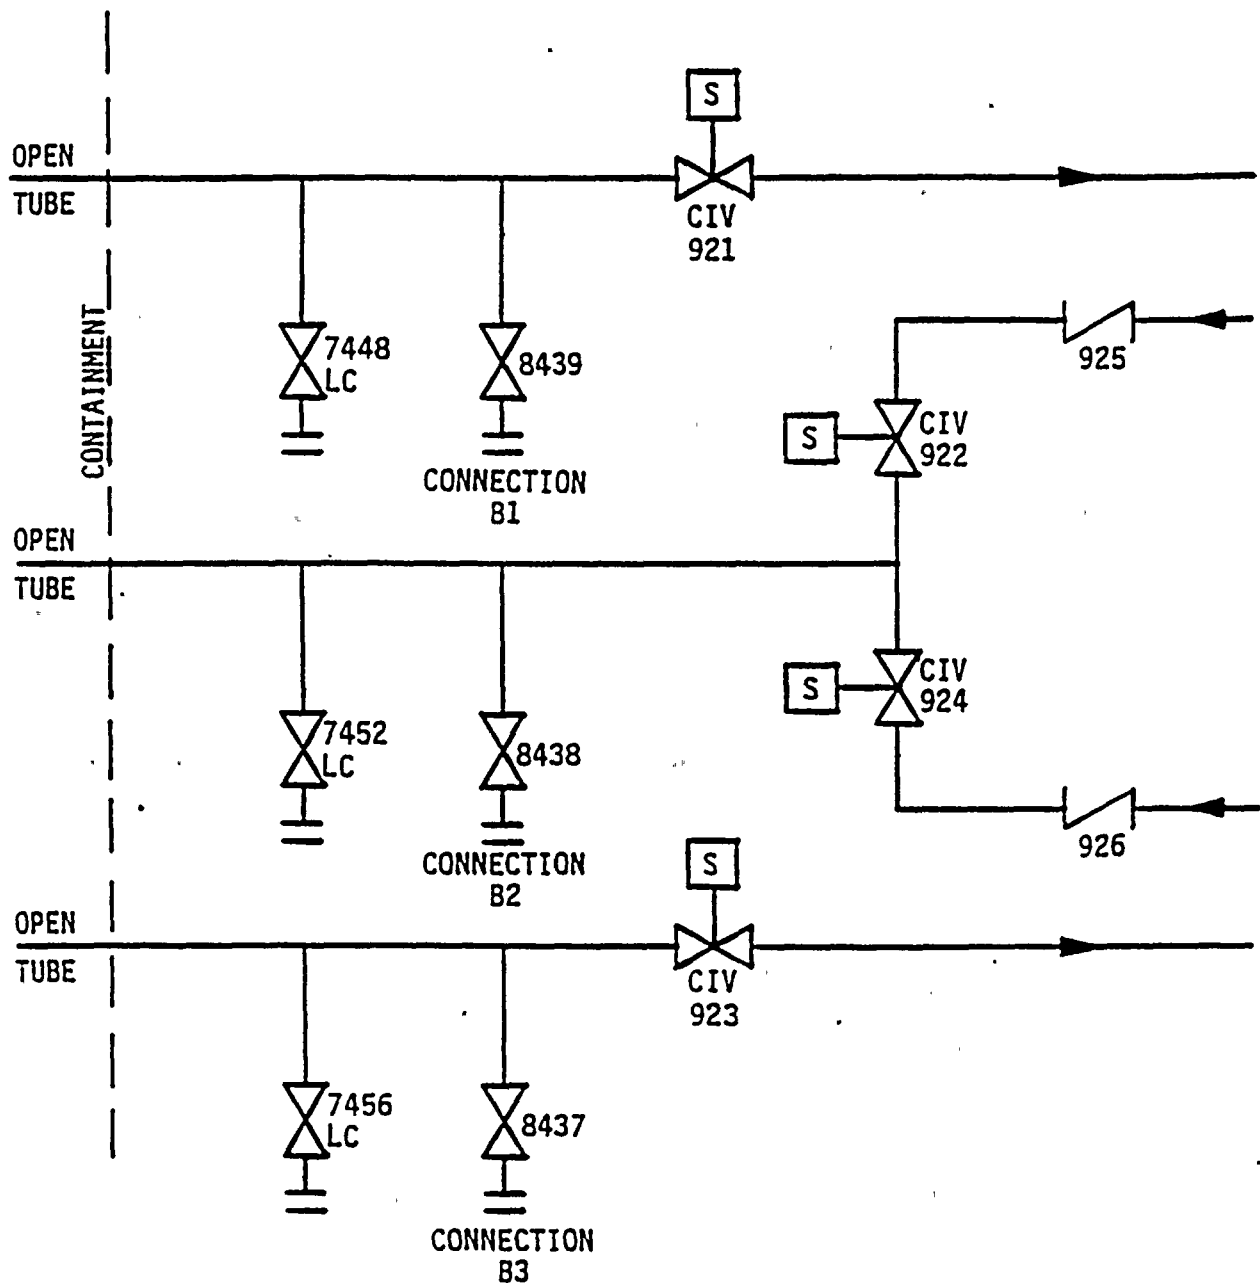 S
OPEN
TUBE
CIV
921
CONTAINMENT
7448
LC
8439
925
S
CIV
922
CONNECTION
B1
OPEN
TUBE
S
CIV
924
7452
LC
8438
926
CONNECTION
B2
S
OPEN
TUBE
CIV
923
7456
LC
8437
CONNECTION
B3